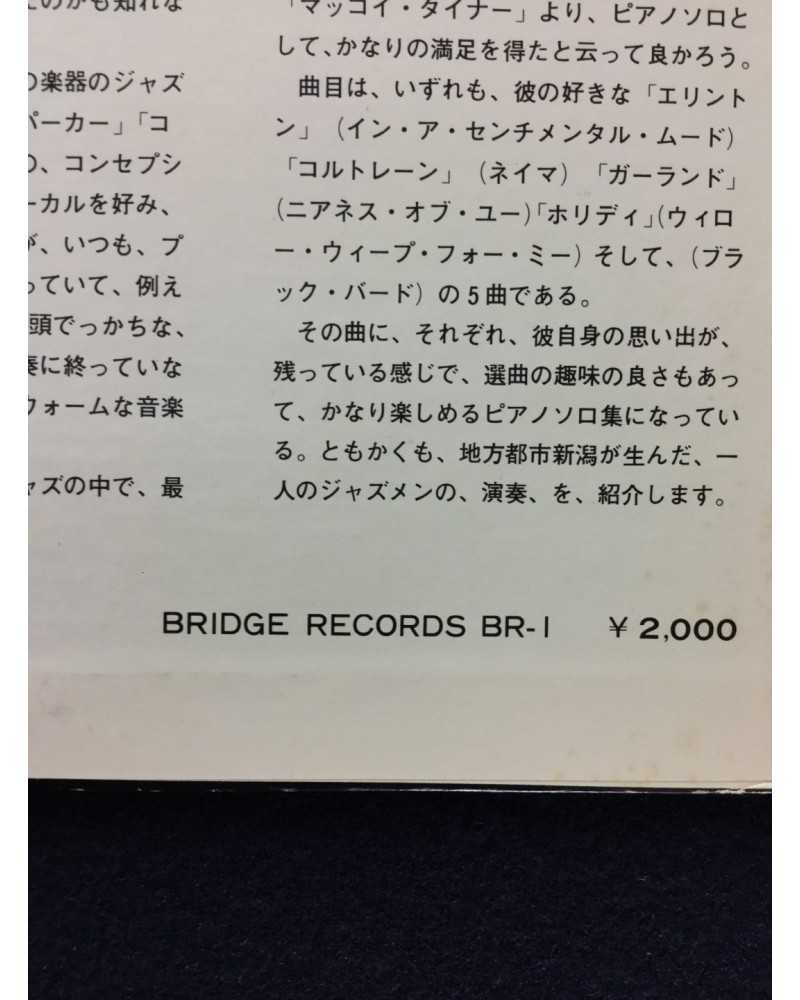 とのかも知れな
の楽器のジャズ
パーカー」「コ
の、コンセプシ
ーカルを好み、
が、いつも、プ
っていて、例え
頭でっかちな、
奏に終っていな
フォームな音楽
ャズの中で、最
「マッコイ・タイナー」より、ピアノソロと
して、かなりの満足を得たと云って良かろう。
曲目は、いずれも、彼の好きな「エリント
ン」(イン・ア・センチメンタル・ムード)
「コルトレーン」(ネイマ)「ガーランド」
(ニアネス・オブ・ユー)「ホリディ」(ウィロ
ー・ウィープ・フォー・ミー) そして、(ブラ
ック・バード) の5曲である。
その曲に、それぞれ、彼自身の思い出が、
残っている感じで、選曲の趣味の良さもあっ
て、かなり楽しめるピアノソロ集になってい
る。ともかくも、地方都市新潟が生んだ、一
人のジャズメンの、演奏、を、紹介します。
BRIDGE RECORDS BR-1 ¥2,000